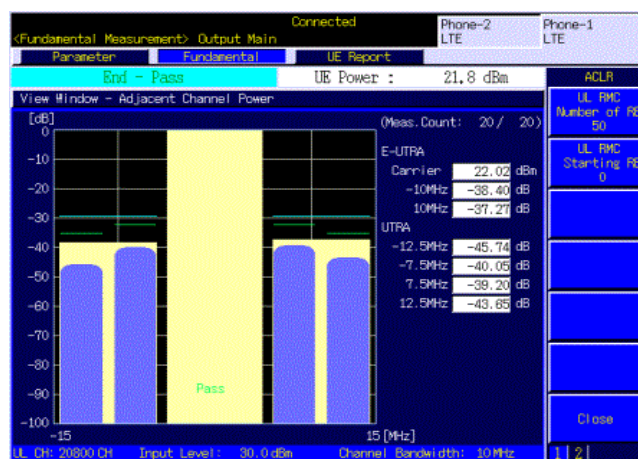 Connected
Phone-2 LTE
Phone-1 LTE
<Fundamental Measurement> Output Main
Parameter
Fundamental
UE Report
End - Pass
UE Power :
21.8 dBm
ACLR
View Window - Adjacent Channel Power
UL RMC
Number of RB
50
UL RMC
Starting RB
0
[dB]
(Meas.Count: 20/ 20)
0
-10
-20
-30
-40
-50
-60
-70
-80
-90
-100
E-UTRA
Carrier 22.02 dBm
-10MHz -38.40 dB
10MHz -37.27 dB
UTRA
-12.5MHz -45.74 dB
-7.5MHz -40.05 dB
7.5MHz -39.20 dB
12.5MHz -43.65 dB
Pass
-15
15 [MHz]
Close
UL CH: 20800 CH Input Level: 30.0 dBm Channel Bandwidth: 10 MHz
1 2